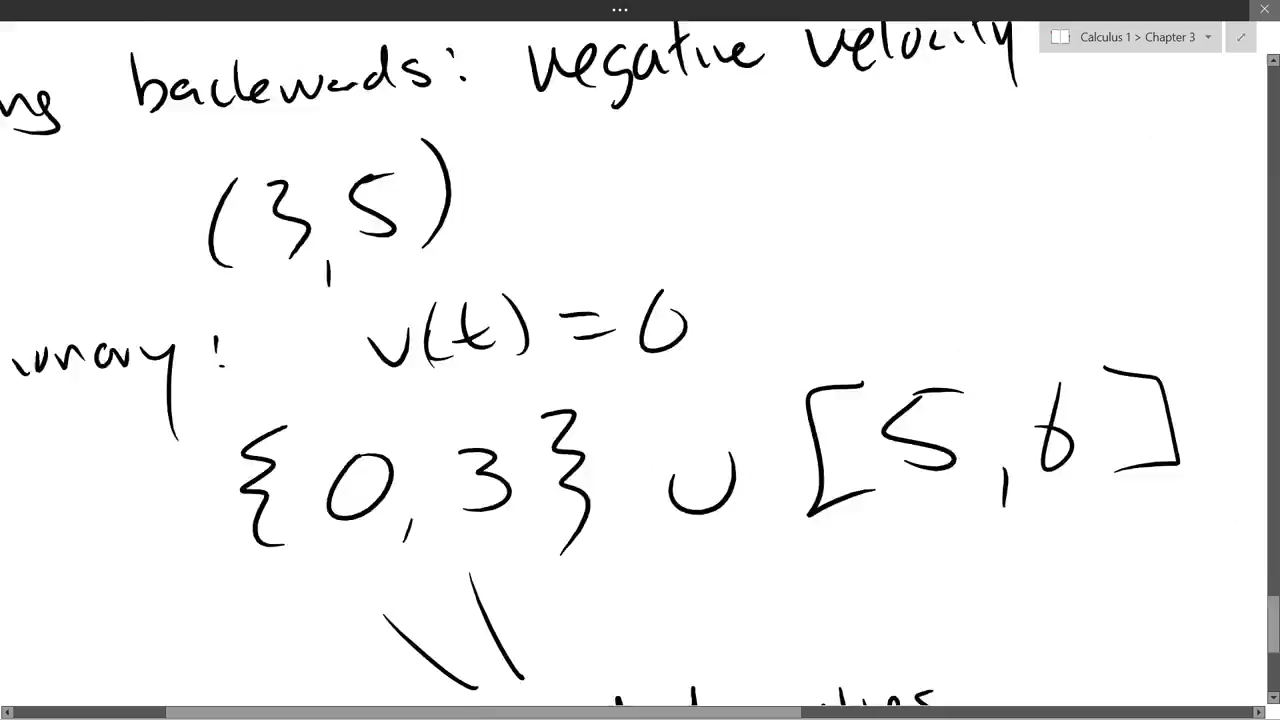 Calculus 1 > Chapter 3
backwards: negative velocity
(3,5)
v(t) = 0
{0,3} ∪ [5,6]